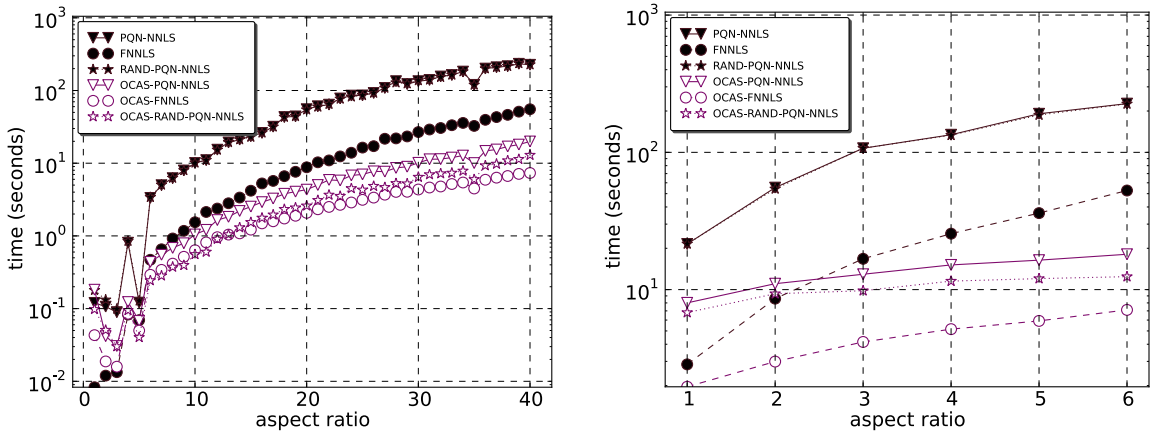 10³
10²
10¹
10⁰
10⁻¹
10⁻²
time (seconds)
PQN-NNLS
FNNLS
RAND-PQN-NNLS
OCAS-PQN-NNLS
OCAS-FNNLS
OCAS-RAND-PQN-NNLS
0 10 20 30 40
aspect ratio
10³
10²
10¹
time (seconds)
PQN-NNLS
FNNLS
RAND-PQN-NNLS
OCAS-PQN-NNLS
OCAS-FNNLS
OCAS-RAND-PQN-NNLS
1 2 3 4 5 6
aspect ratio